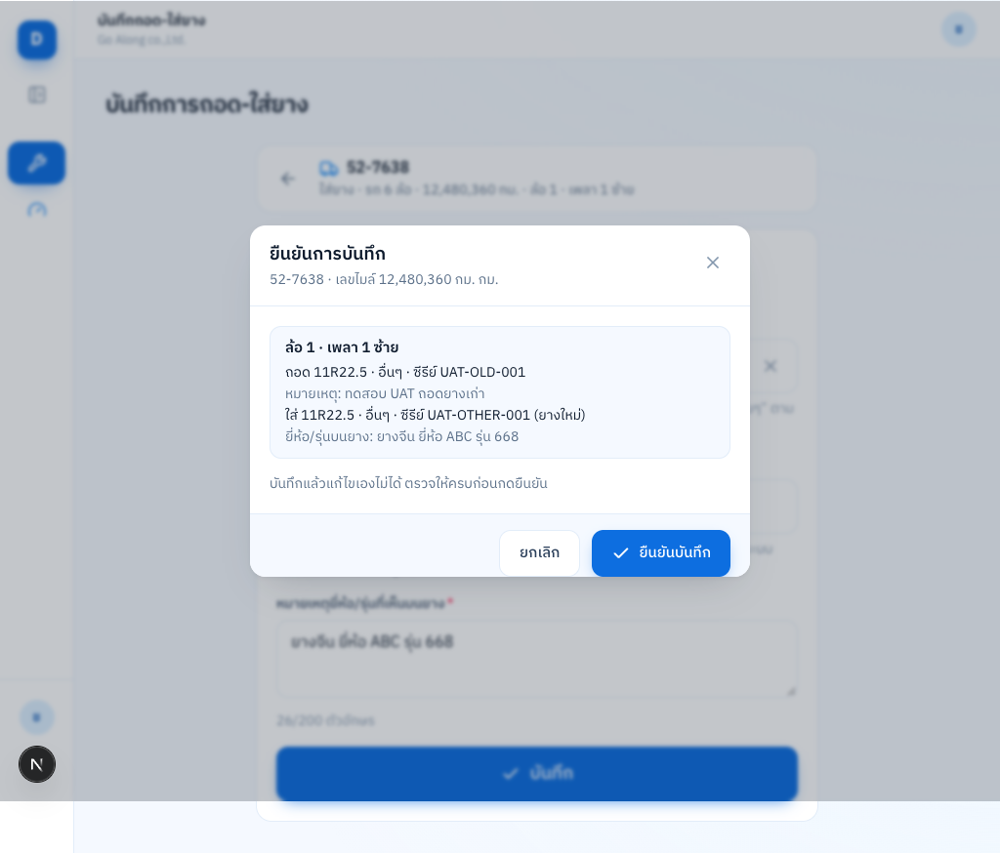 D
บันทึกถอด-ใส่ยาง
Go Along co.,Ltd.
บันทึกการถอด-ใส่ยาง
52-7638
ใส่ยาง · รถ 6 ล้อ · 12,480,360 กม. · ล้อ 1 · เพลา 1 ซ้าย
ยืนยันการบันทึก
52-7638 · เลขไมล์ 12,480,360 กม. กม.
ล้อ 1 · เพลา 1 ซ้าย
ถอด 11R22.5 · อื่นๆ · ซีรีย์ UAT-OLD-001
หมายเหตุ: ทดสอบ UAT ถอดยางเก่า
ใส่ 11R22.5 · อื่นๆ · ซีรีย์ UAT-OTHER-001 (ยางใหม่)
ยี่ห้อ/รุ่นบนยาง: ยางจีน ยี่ห้อ ABC รุ่น 668
บันทึกแล้วแก้ไขเองไม่ได้ ตรวจให้ครบก่อนกดยืนยัน
ยกเลิก
ยืนยันบันทึก
หมายเหตุยี่ห้อ/รุ่นที่เห็นบนยาง*
ยางจีน ยี่ห้อ ABC รุ่น 668
26/200 ตัวอักษร
บันทึก
N